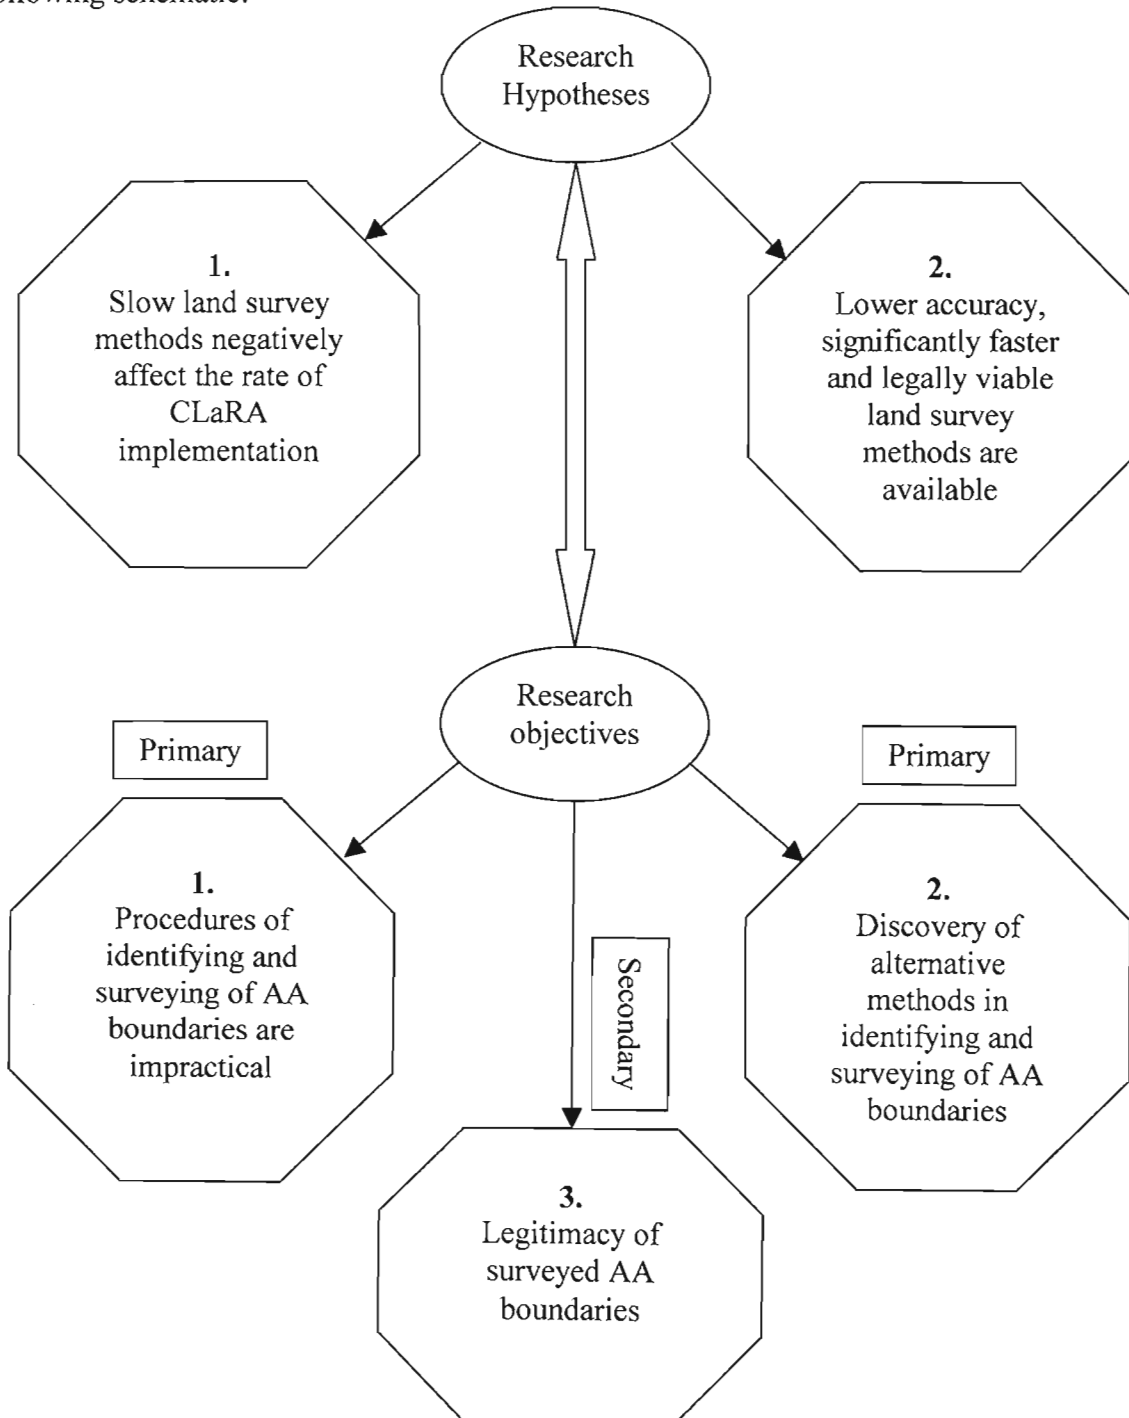 following schematic:
Research
Hypotheses
1.
Slow land survey
methods negatively
affect the rate of
CLaRA
implementation
2.
Lower accuracy,
significantly faster
and legally viable
land survey
methods are
available
Research
objectives
Primary
Primary
1.
Procedures of
identifying and
surveying of AA
boundaries are
impractical
Secondary
2.
Discovery of
alternative
methods in
identifying and
surveying of AA
boundaries
3.
Legitimacy of
surveyed AA
boundaries